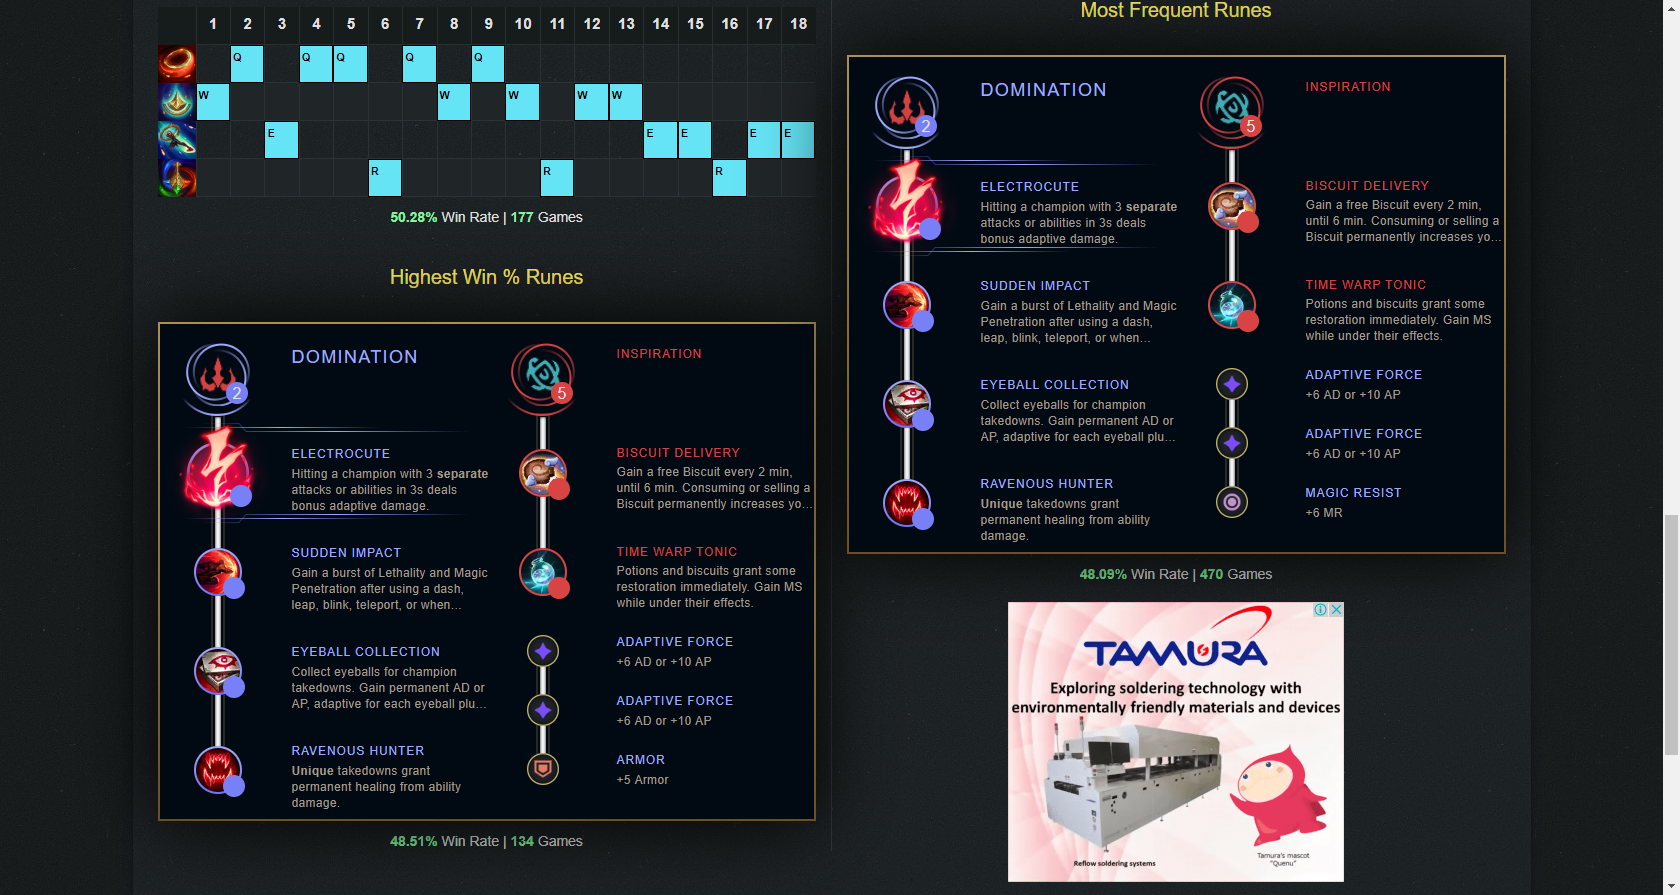 1 2 3 4 5 6 7 8 9 10 11 12 13 14 15 16 17 18
Q Q Q Q Q
W W W W W
E E E E E
R R R
50.28% Win Rate | 177 Games
Highest Win % Runes
DOMINATION
2
ELECTROCUTE
Hitting a champion with 3 separate
attacks or abilities in 3s deals
bonus adaptive damage.
SUDDEN IMPACT
Gain a burst of Lethality and Magic
Penetration after using a dash,
leap, blink, teleport, or when...
EYEBALL COLLECTION
Collect eyeballs for champion
takedowns. Gain permanent AD or
AP, adaptive for each eyeball plu...
RAVENOUS HUNTER
Unique takedowns grant
permanent healing from ability
damage.
INSPIRATION
5
BISCUIT DELIVERY
Gain a free Biscuit every 2 min,
until 6 min. Consuming or selling a
Biscuit permanently increases yo...
TIME WARP TONIC
Potions and biscuits grant some
restoration immediately. Gain MS
while under their effects.
ADAPTIVE FORCE
+6 AD or +10 AP
ADAPTIVE FORCE
+6 AD or +10 AP
ARMOR
+5 Armor
48.51% Win Rate | 134 Games
Most Frequent Runes
DOMINATION
2
ELECTROCUTE
Hitting a champion with 3 separate
attacks or abilities in 3s deals
bonus adaptive damage.
SUDDEN IMPACT
Gain a burst of Lethality and Magic
Penetration after using a dash,
leap, blink, teleport, or when...
EYEBALL COLLECTION
Collect eyeballs for champion
takedowns. Gain permanent AD or
AP, adaptive for each eyeball plu...
RAVENOUS HUNTER
Unique takedowns grant
permanent healing from ability
damage.
INSPIRATION
5
BISCUIT DELIVERY
Gain a free Biscuit every 2 min,
until 6 min. Consuming or selling a
Biscuit permanently increases yo...
TIME WARP TONIC
Potions and biscuits grant some
restoration immediately. Gain MS
while under their effects.
ADAPTIVE FORCE
+6 AD or +10 AP
ADAPTIVE FORCE
+6 AD or +10 AP
MAGIC RESIST
+6 MR
48.09% Win Rate | 470 Games
TAMURA
Exploring soldering technology with
environmentally friendly materials and devices
Reflow soldering systems
Tamura's mascot
"Quenu"